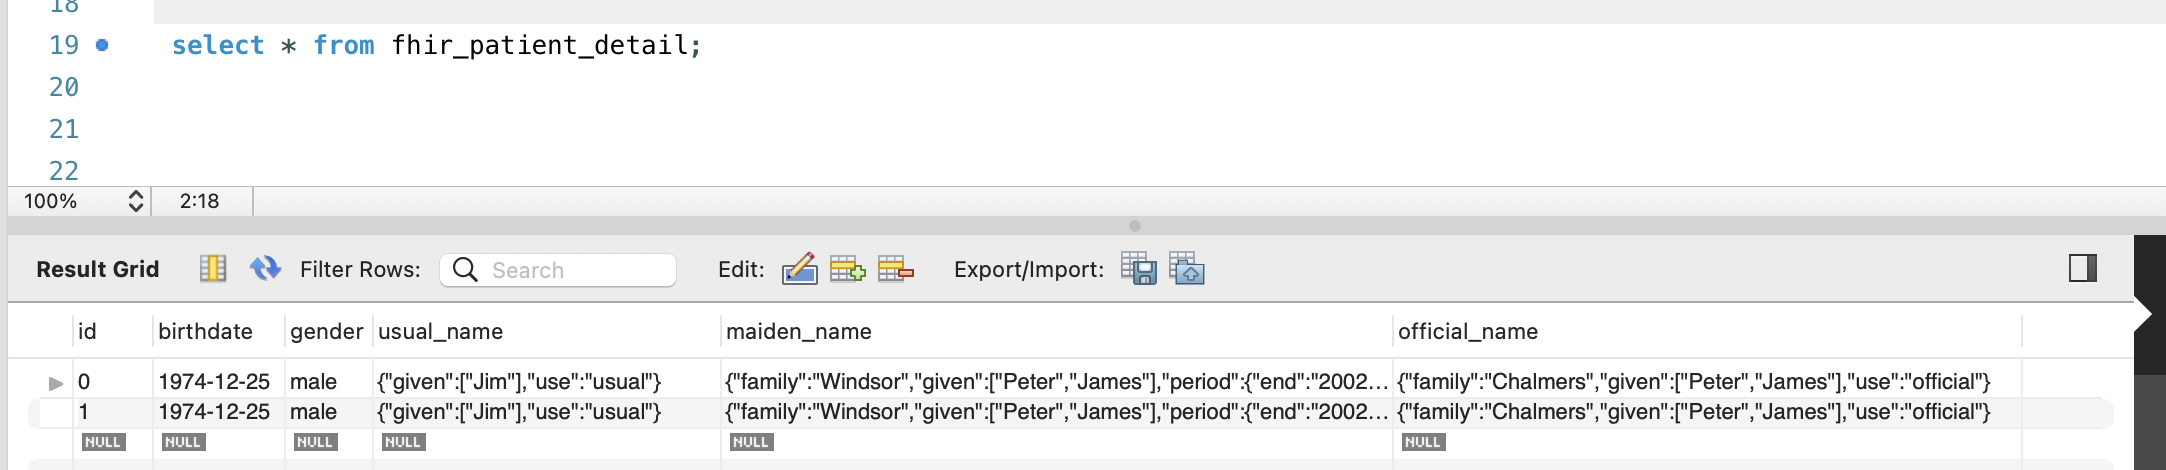 18
19 select * from fhir_patient_detail;
20
21
22
100% 2:18
Result Grid Filter Rows: Search Edit: Export/Import:
id birthdate gender usual_name maiden_name official_name
0 1974-12-25 male {"given":["Jim"],"use":"usual"} {"family":"Windsor","given":["Peter","James"],"period":{"end":"2002... {"family":"Chalmers","given":["Peter","James"],"use":"official"}
1 1974-12-25 male {"given":["Jim"],"use":"usual"} {"family":"Windsor","given":["Peter","James"],"period":{"end":"2002... {"family":"Chalmers","given":["Peter","James"],"use":"official"}
NULL NULL NULL NULL NULL NULL